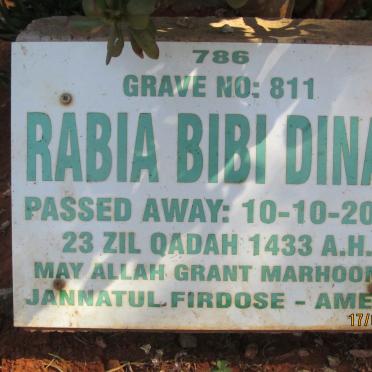 786
GRAVE NO: 811
RABIA BIBI DINA
PASSED AWAY: 10-10-20
23 ZIL QADAH 1433 A.H.
MAY ALLAH GRANT MARHOOM
JANNATUL FIRDOSE - AME
17/